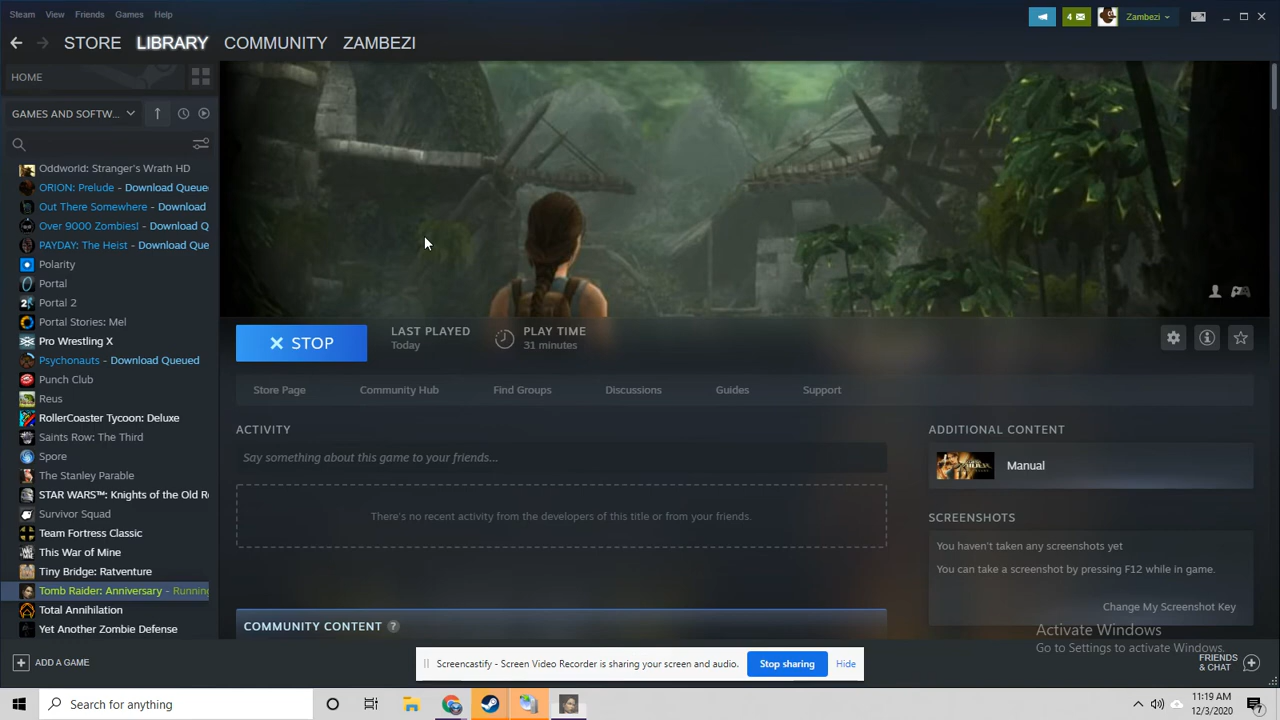 Steam View Friends Games Help
4 Zambezi
STORE LIBRARY COMMUNITY ZAMBEZI
HOME
GAMES AND SOFTW...
Oddworld: Stranger's Wrath HD
ORION: Prelude - Download Queue
Out There Somewhere - Download
Over 9000 Zombies! - Download Q
PAYDAY: The Heist - Download Que
Polarity
Portal
Portal 2
Portal Stories: Mel
Pro Wrestling X
Psychonauts - Download Queued
Punch Club
Reus
RollerCoaster Tycoon: Deluxe
Saints Row: The Third
Spore
The Stanley Parable
STAR WARS™: Knights of the Old R
Survivor Squad
Team Fortress Classic
This War of Mine
Tiny Bridge: Ratventure
Tomb Raider: Anniversary - Running
Total Annihilation
Yet Another Zombie Defense
ADD A GAME
STOP
LAST PLAYED
Today
PLAY TIME
31 minutes
Store Page Community Hub Find Groups Discussions Guides Support
ACTIVITY
Say something about this game to your friends...
There's no recent activity from the developers of this title or from your friends.
COMMUNITY CONTENT ?
ADDITIONAL CONTENT
Manual
SCREENSHOTS
You haven't taken any screenshots yet
You can take a screenshot by pressing F12 while in game.
Change My Screenshot Key
Activate Windows
Go to Settings to activate Windows.
FRIENDS
& CHAT
Screencastify - Screen Video Recorder is sharing your screen and audio. Stop sharing Hide
Search for anything
11:19 AM
12/3/2020
7